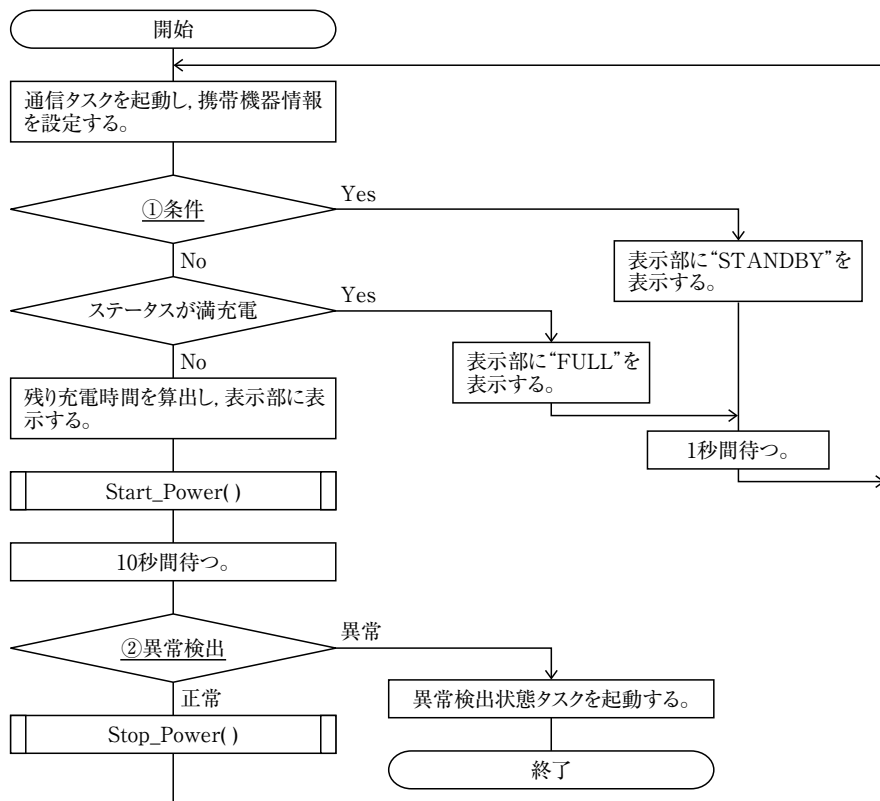 開始
通信タスクを起動し，携帯機器情報
を設定する。
①条件
Yes
No
表示部に“STANDBY”を
表示する。
ステータスが満充電
Yes
No
表示部に“FULL”を
表示する。
残り充電時間を算出し，表示部に表
示する。
1秒間待つ。
Start_Power( )
10秒間待つ。
②異常検出
異常
正常
異常検出状態タスクを起動する。
Stop_Power( )
終了